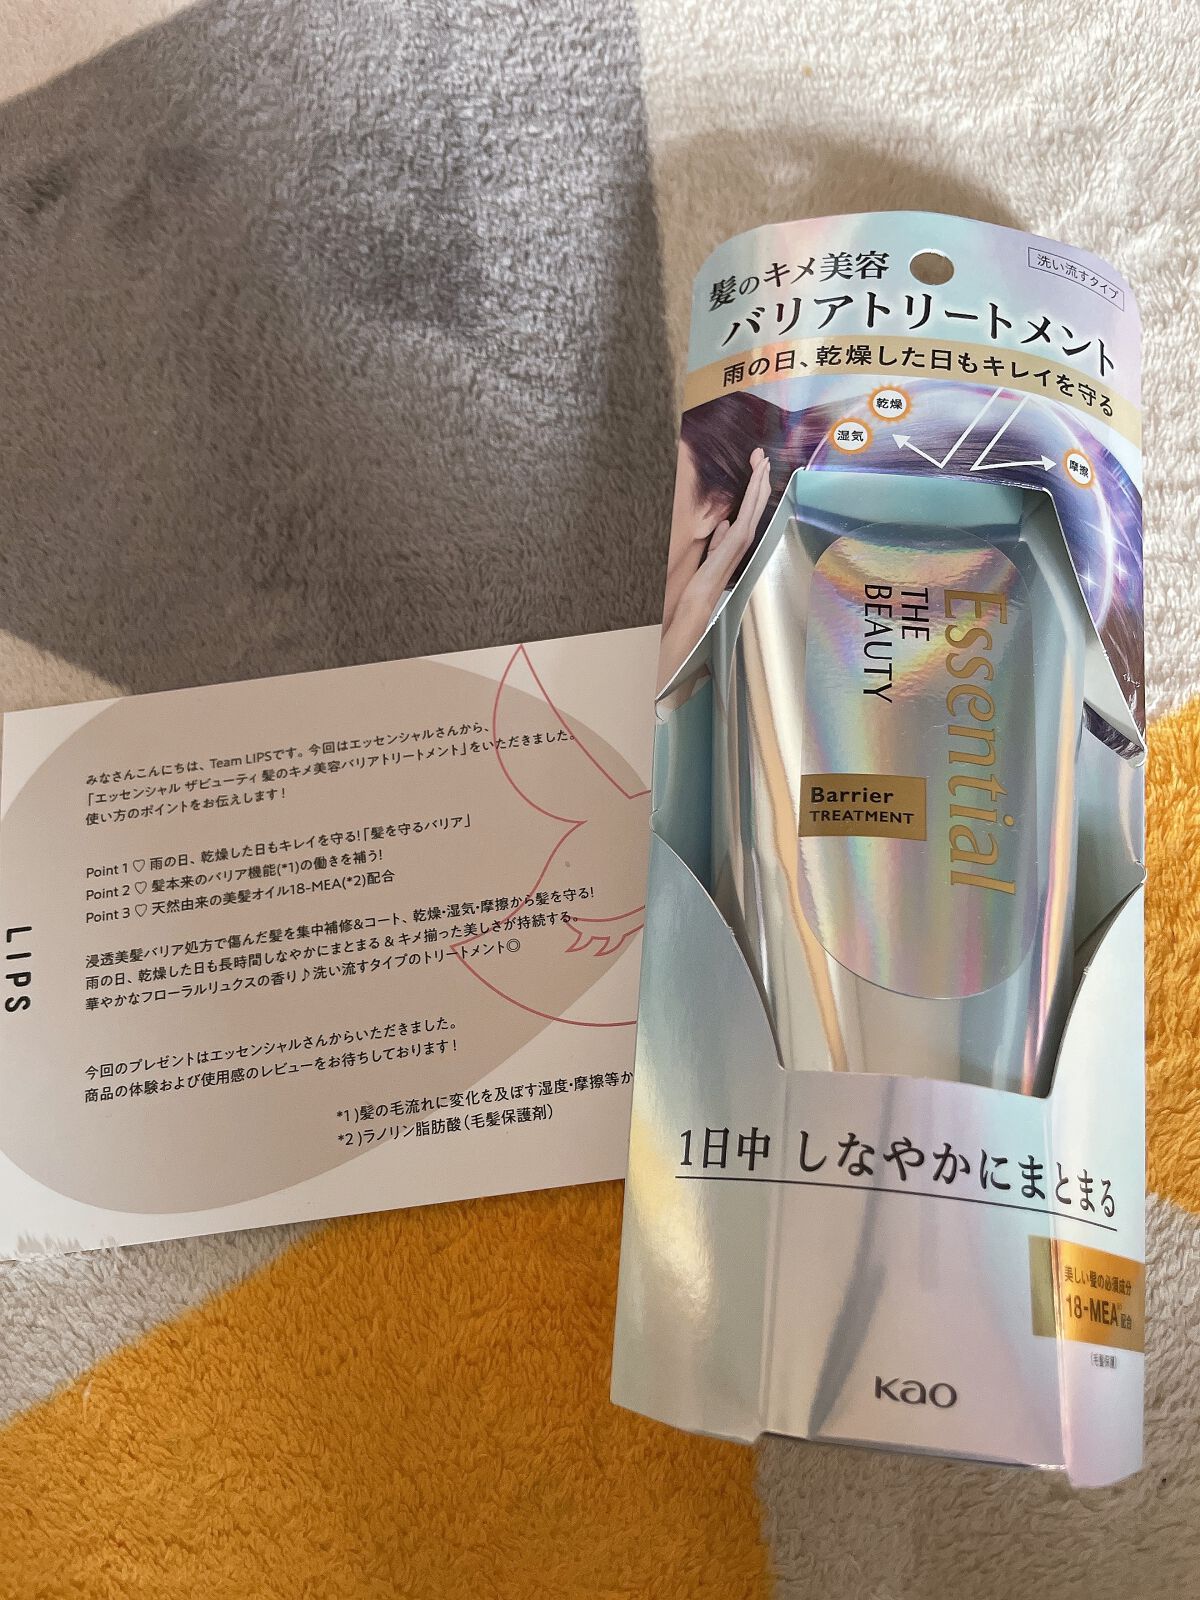 髪のキメ美容
洗い流すタイプ
バリアトリートメント
雨の日、乾燥した日もキレイを守る
乾燥
湿気
摩擦
Essential
THE
BEAUTY
Barrier
TREATMENT
1日中 しなやかにまとまる
美しい髪の必須成分
18-MEA
配合
Kao
みなさんこんにちは、Team LIPSです。今回はエッセンシャルさんから、
「エッセンシャル ザビューティ 髪のキメ美容バリアトリートメント」をいただきました。
使い方のポイントをお伝えします!
Point 1 ♡ 雨の日、乾燥した日もキレイを守る!「髪を守るバリア」
Point 2 ♡ 髪本来のバリア機能(*1)の働きを補う!
Point 3 ♡ 天然由来の美髪オイル18-MEA(*2)配合
浸透美髪バリア処方で傷んだ髪を集中補修&コート、乾燥・湿気・摩擦から髪を守る!
雨の日、乾燥した日も長時間しなやかにまとまる & キメ揃った美しさが持続する。
華やかなフローラルリュクスの香り♪洗い流すタイプのトリートメント◎
今回のプレゼントはエッセンシャルさんからいただきました。
商品の体験および使用感のレビューをお待ちしております!
*1)髪の毛流れに変化を及ぼす湿度・摩擦等か
*2)ラノリン脂肪酸(毛髪保護剤)
LIPS